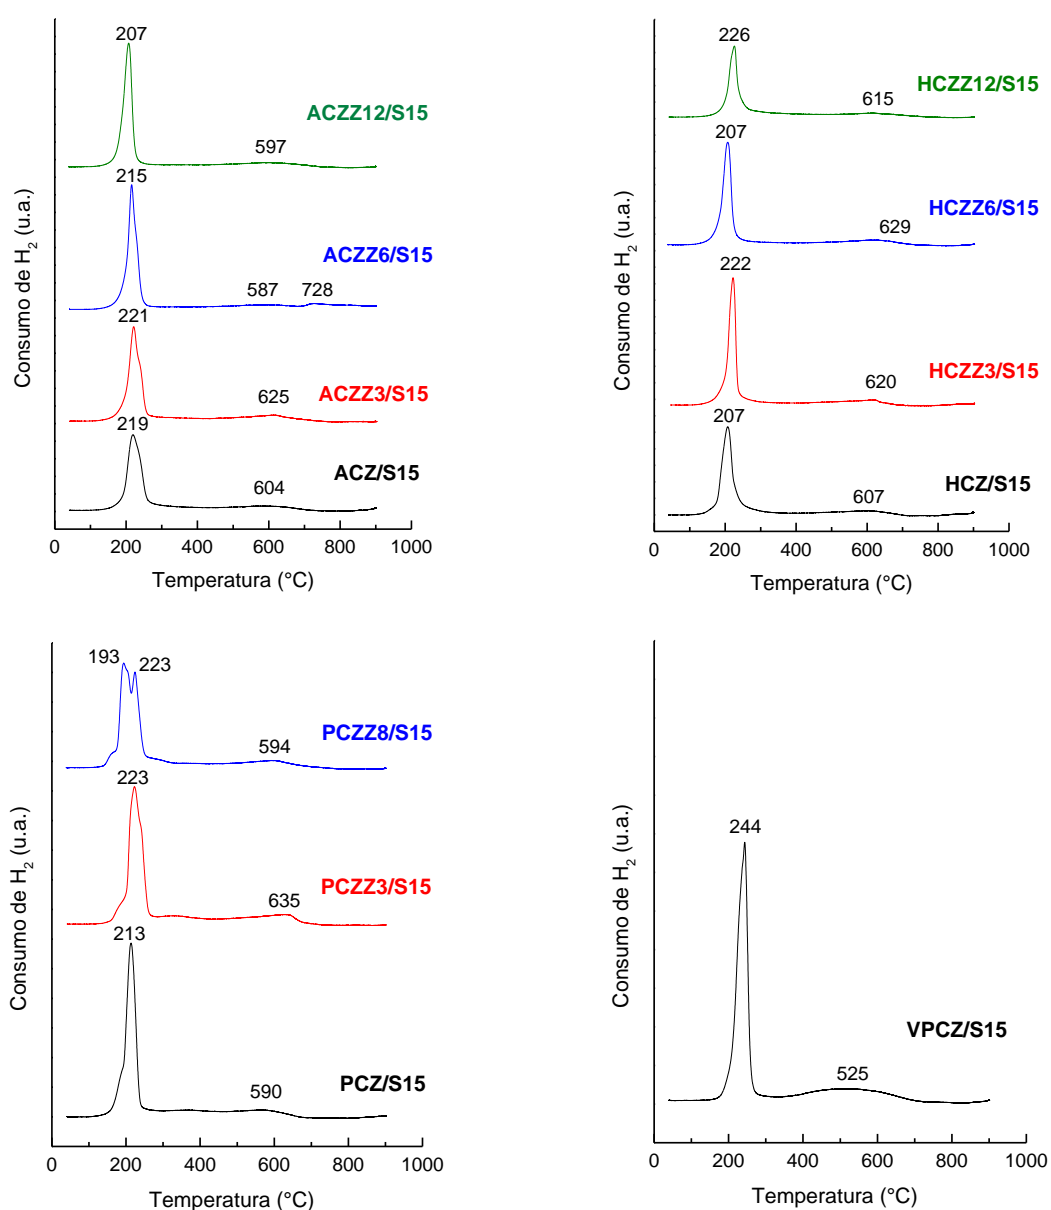 207
ACZZ12/S15
597
215
ACZZ6/S15
587 728
221
ACZZ3/S15
625
219
ACZ/S15
604
Consumo de H₂ (u.a.)
0 200 400 600 800 1000
Temperatura (°C)
226
HCZZ12/S15
615
207
HCZZ6/S15
629
222
HCZZ3/S15
620
207
HCZ/S15
607
Consumo de H₂ (u.a.)
0 200 400 600 800 1000
Temperatura (°C)
193 223
PCZZ8/S15
594
223
PCZZ3/S15
635
213
PCZ/S15
590
Consumo de H₂ (u.a.)
0 200 400 600 800 1000
Temperatura (°C)
244
VPCZ/S15
525
Consumo de H₂ (u.a.)
0 200 400 600 800 1000
Temperatura (°C)